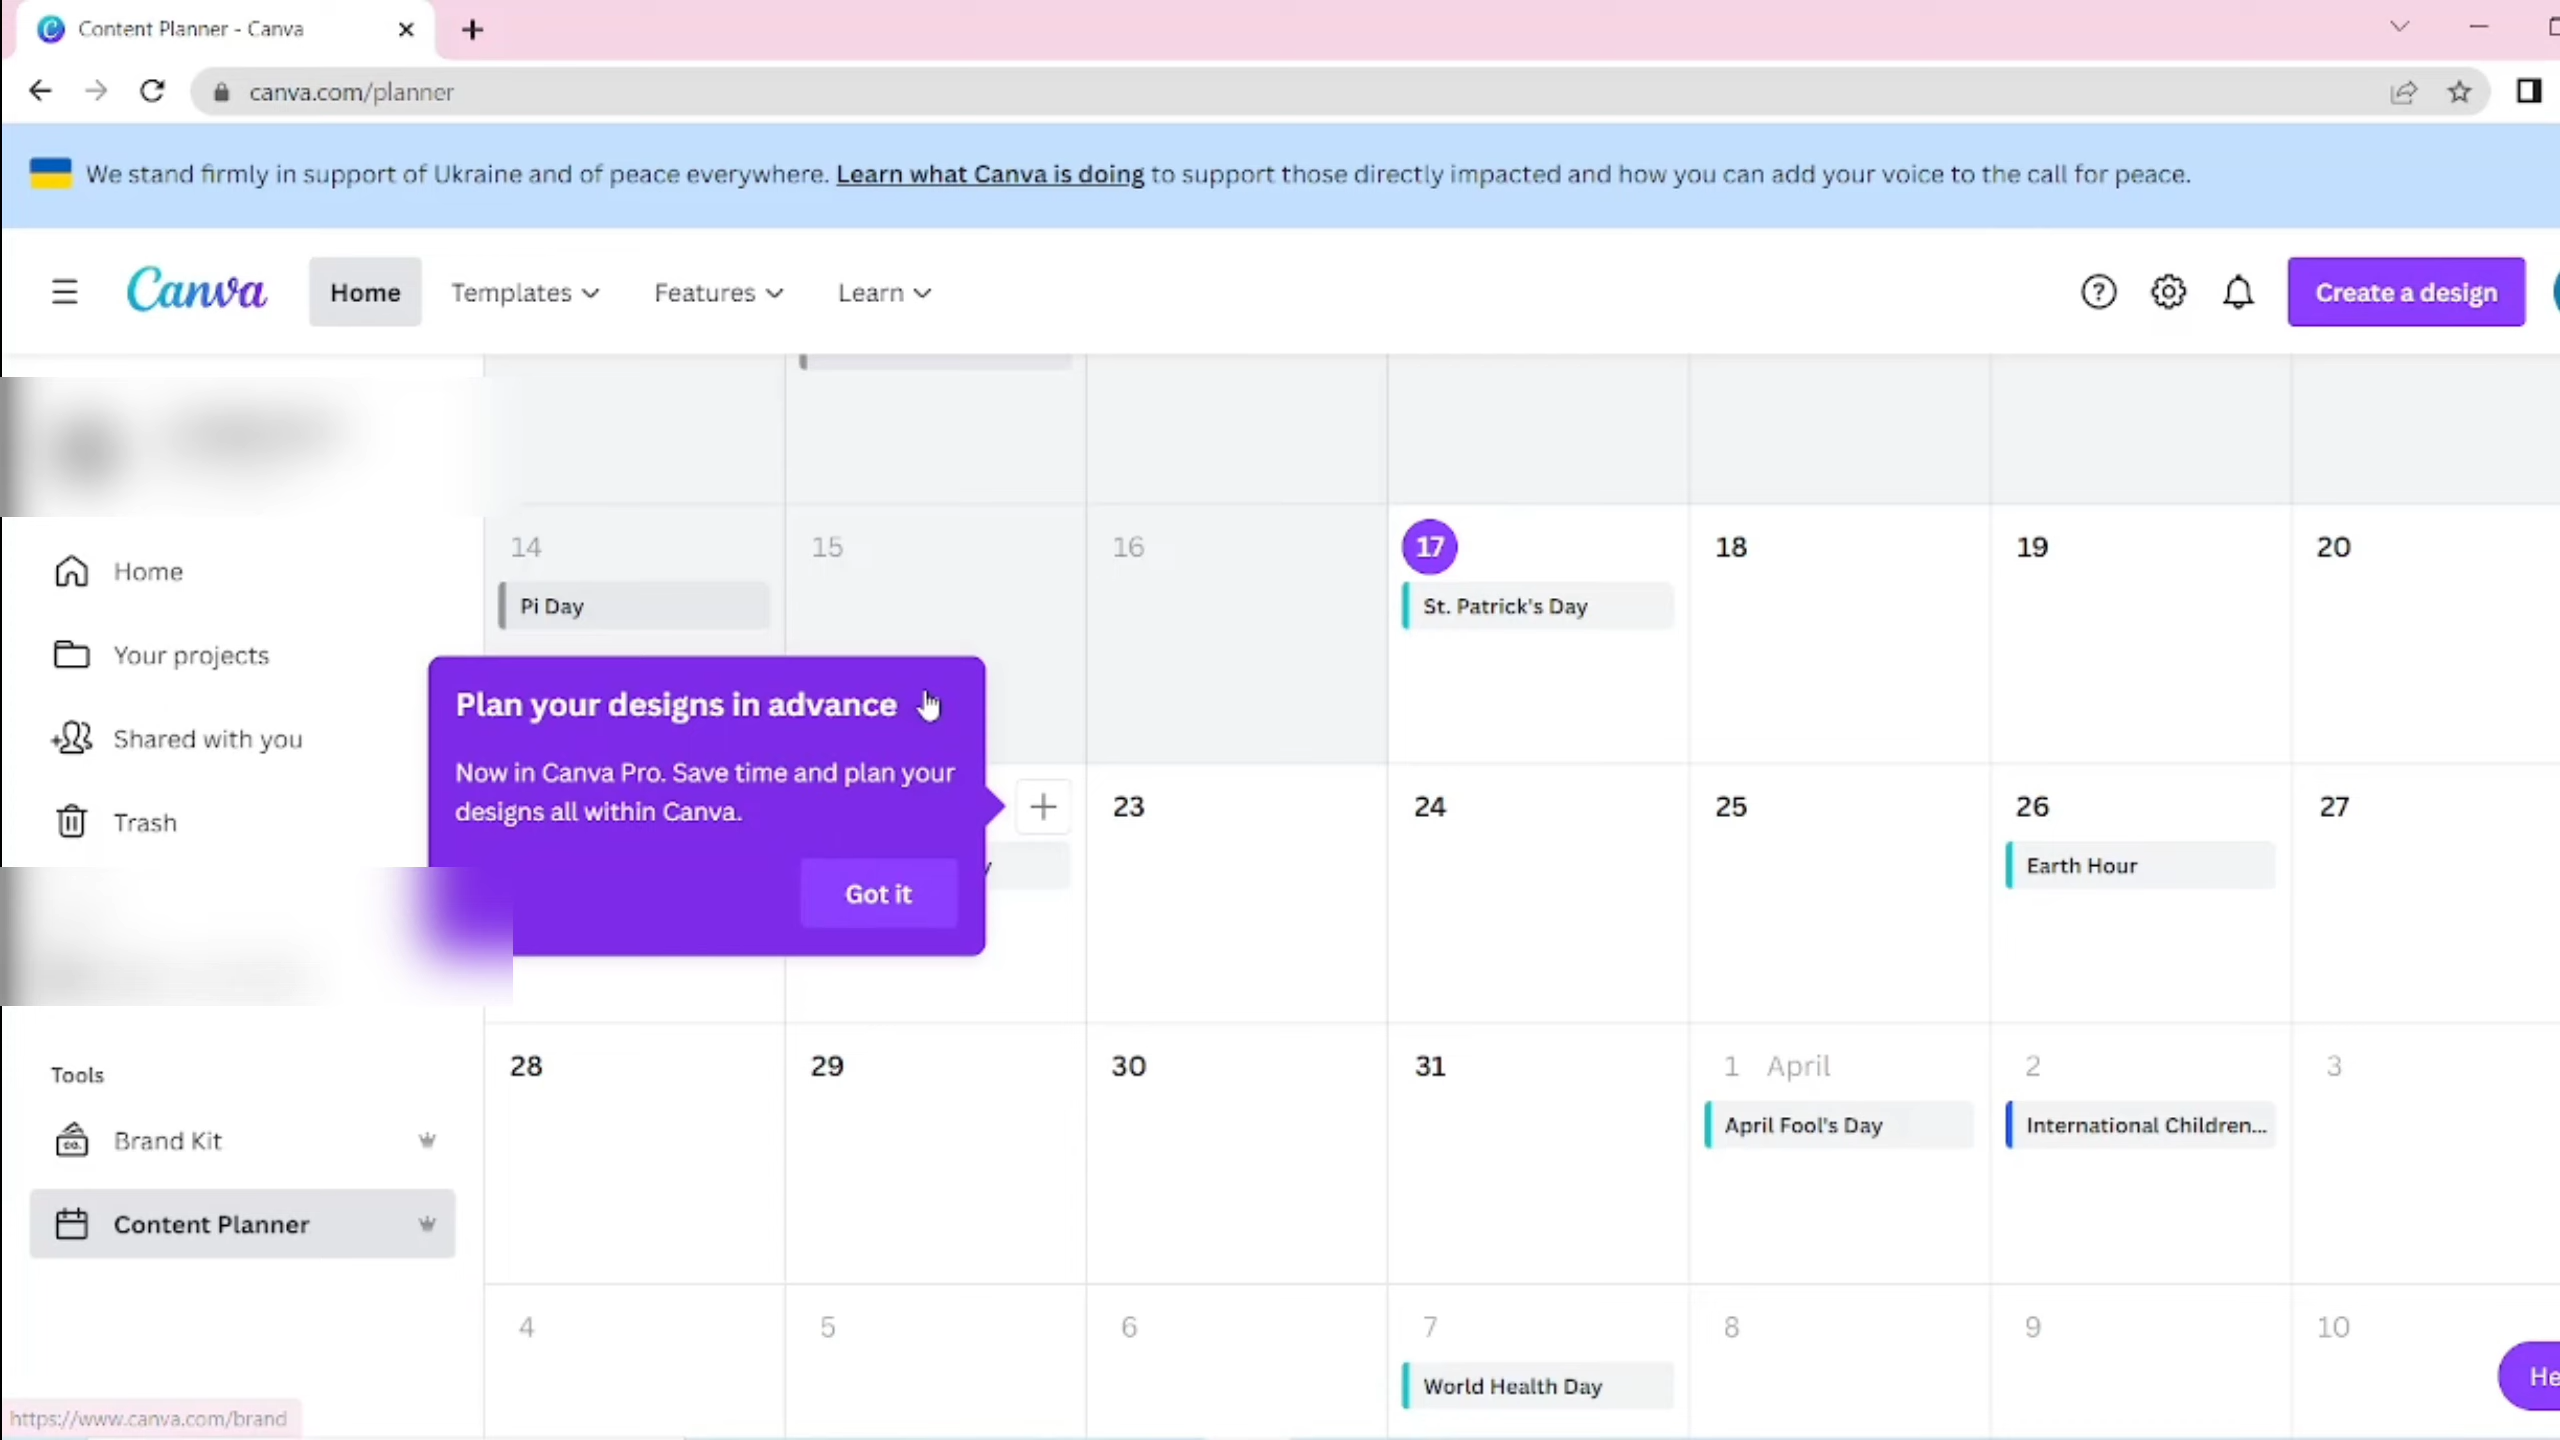 Content Planner - Canva
canva.com/planner
We stand firmly in support of Ukraine and of peace everywhere. Learn what Canva is doing to support those directly impacted and how you can add your voice to the call for peace.
Canva
Home
Templates
Features
Learn
Create a design
14
15
16
17
18
19
20
Pi Day
St. Patrick's Day
Home
Your projects
Shared with you
Trash
Plan your designs in advance
Now in Canva Pro. Save time and plan your
designs all within Canva.
Got it
23
24
25
26
27
Earth Hour
28
29
30
31
1 April
2
3
April Fool's Day
International Children...
Tools
Brand Kit
Content Planner
4
5
6
7
8
9
10
World Health Day
https://www.canva.com/brand